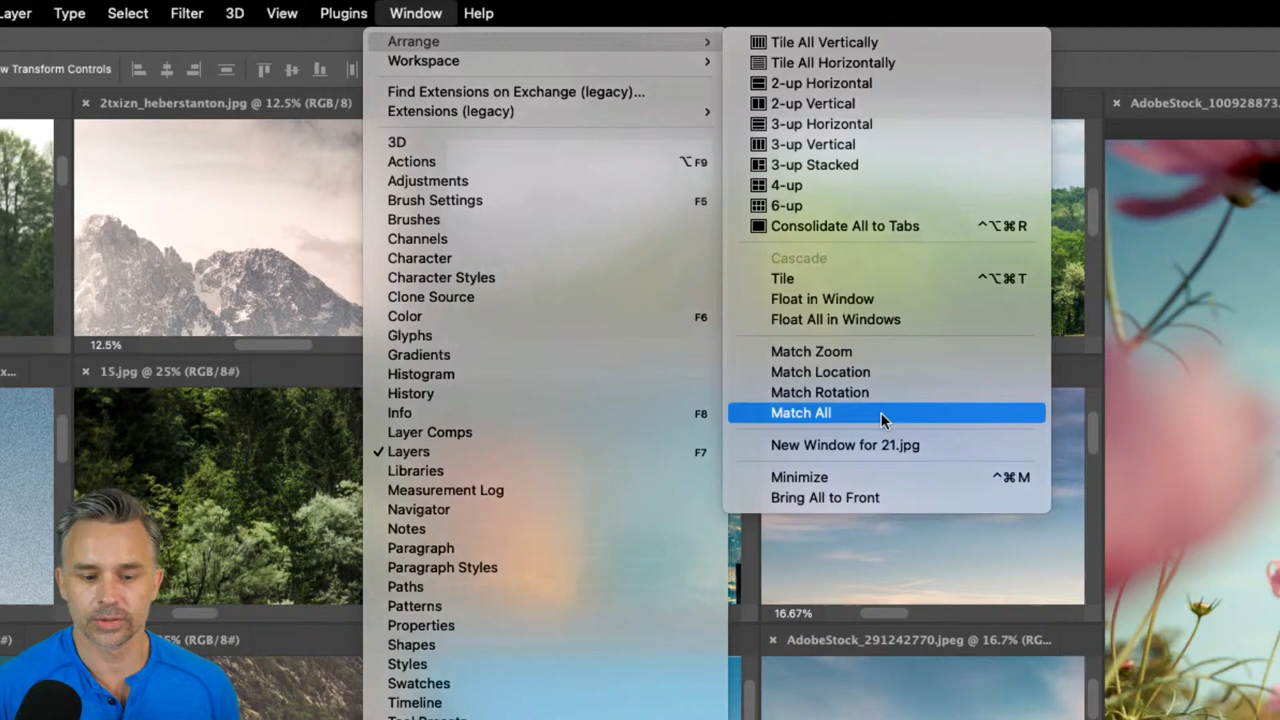 Layer Type Select Filter 3D View Plugins Window Help
w Transform Controls
× 2txizn_heberstanton.jpg @ 12.5% (RGB/8)
12.5%
x...
× 15.jpg @ 25% (RGB/8#)
#)
5% (RGB/8#)
Arrange >
Workspace >
Find Extensions on Exchange (legacy)...
Extensions (legacy) >
3D
Actions ⌥F9
Adjustments
Brush Settings F5
Brushes
Channels
Character
Character Styles
Clone Source
Color F6
Glyphs
Gradients
Histogram
History
Info F8
Layer Comps
✓ Layers F7
Libraries
Measurement Log
Navigator
Notes
Paragraph
Paragraph Styles
Paths
Patterns
Properties
Shapes
Styles
Swatches
Timeline
Tool Presets
Tile All Vertically
Tile All Horizontally
2-up Horizontal
2-up Vertical
3-up Horizontal
3-up Vertical
3-up Stacked
4-up
6-up
Consolidate All to Tabs ^⌥⌘R
Cascade
Tile ^⌥⌘T
Float in Window
Float All in Windows
Match Zoom
Match Location
Match Rotation
Match All
New Window for 21.jpg
Minimize ^⌘M
Bring All to Front
× AdobeStock_100928873.
16.67%
× AdobeStock_291242770.jpeg @ 16.7% (RG...